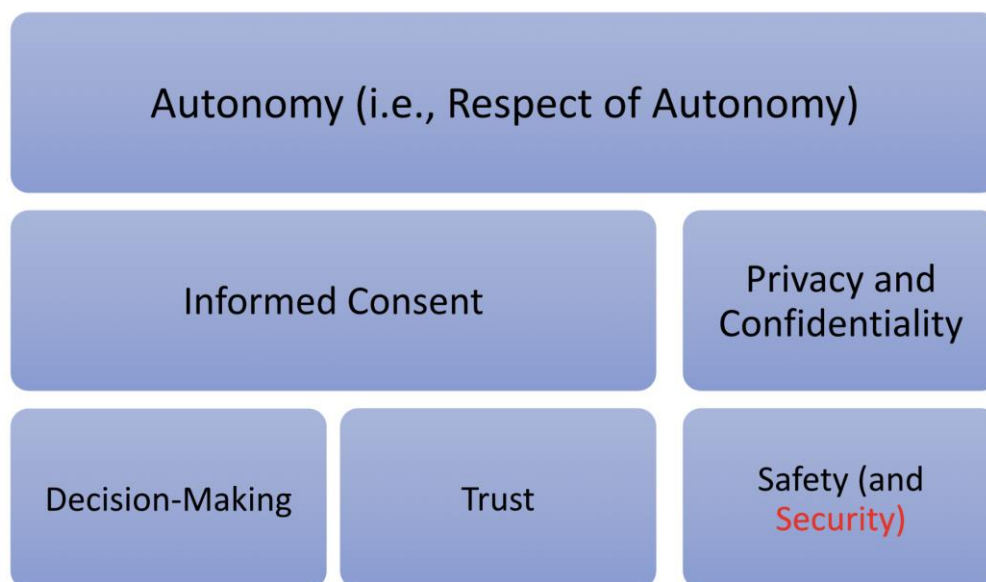 Autonomy (i.e., Respect of Autonomy)
Informed Consent
Privacy and
Confidentiality
Decision-Making
Trust
Safety (and
Security)